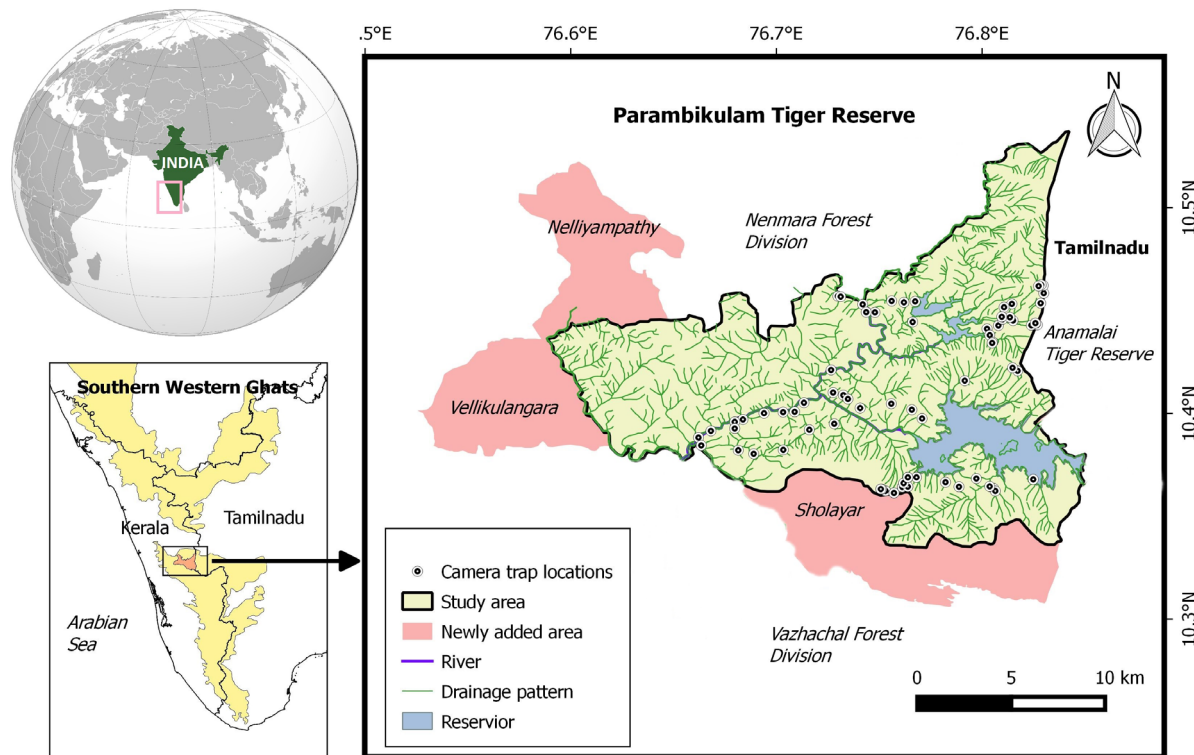 INDIA
Southern Western Ghats
Kerala
Tamilnadu
Arabian
Sea
.5°E
76.6°E
76.7°E
76.8°E
N
Parambikulam Tiger Reserve
Nelliyampathy
Nenmara Forest
Division
10.5°N
Tamilnadu
Anamalai
Tiger Reserve
Vellikulangara
10.4°N
Sholayar
10.3°N
Vazhachal Forest
Division
Camera trap locations
Study area
Newly added area
River
Drainage pattern
Reservior
0 5 10 km